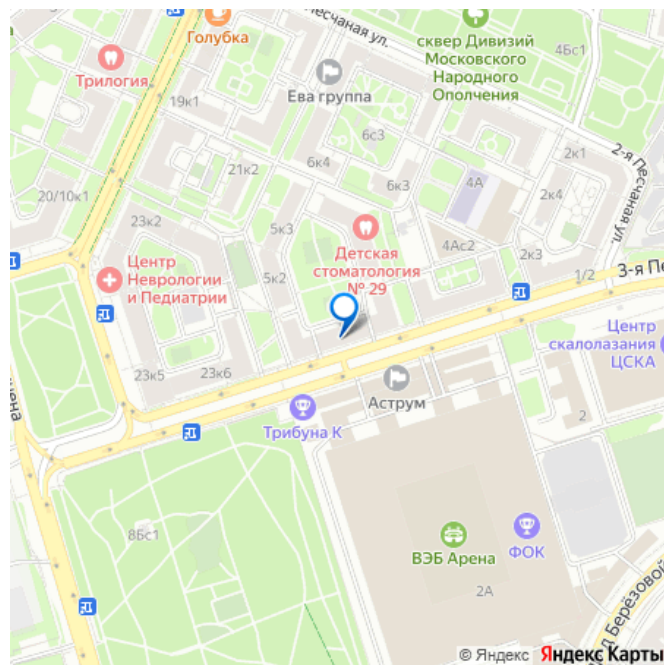 Песчаная ул.
Голубка
сквер Дивизий
Московского
Народного
Ополчения
4Бс1
Трилогия
Ева группа
19к1
6с3
2-я Песчаная ул.
2к1
21к2
6к4
6к3
4А
2к4
20/10к1
23к2
5к3
Детская
стоматология
№ 29
4Ас2
2к3
1/2
3-я Пе
Центр
Неврологии
и Педиатрии
5к2
Центр
скалолазания
ЦСКА
23к5
23к6
Аструм
2
Трибуна К
8Бс1
ВЭБ Арена
ФОК
2А
д Берёзовой
© Яндекс Яндекс Карты